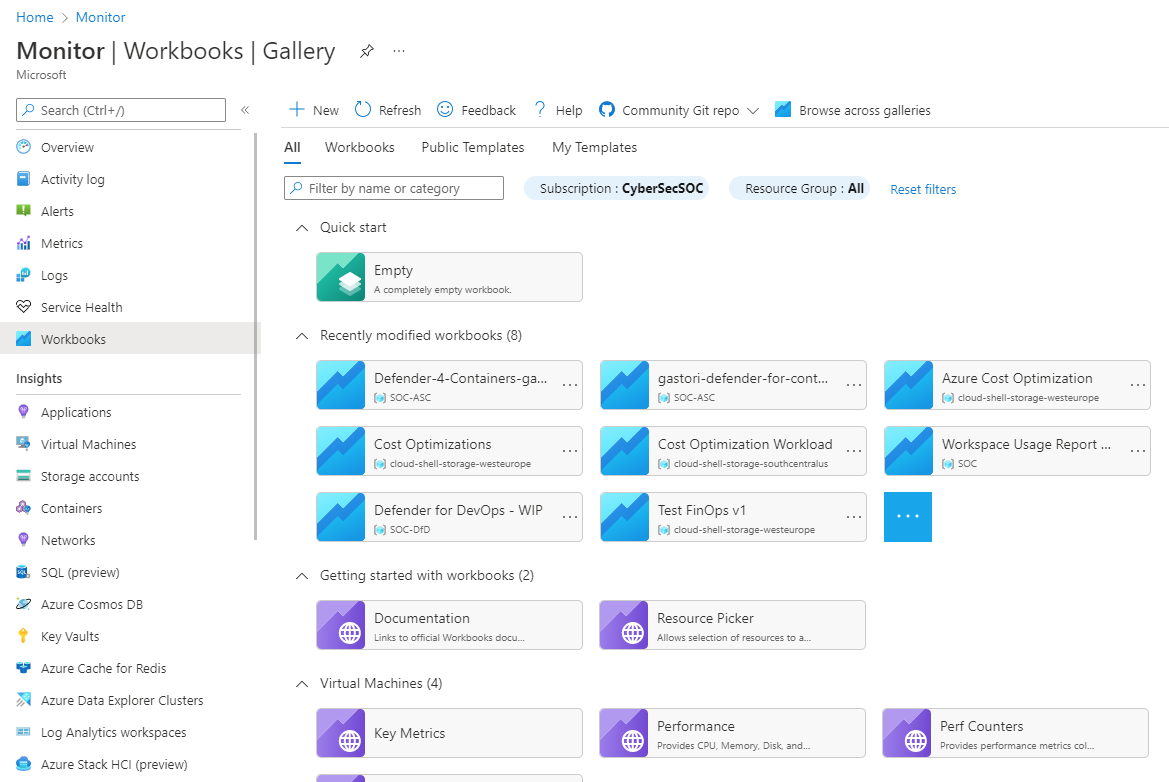 Home > Monitor
Monitor | Workbooks | Gallery ...
Microsoft
Search (Ctrl+/)
«
Overview
Activity log
Alerts
Metrics
Logs
Service Health
Workbooks
Insights
Applications
Virtual Machines
Storage accounts
Containers
Networks
SQL (preview)
Azure Cosmos DB
Key Vaults
Azure Cache for Redis
Azure Data Explorer Clusters
Log Analytics workspaces
Azure Stack HCI (preview)
New Refresh Feedback Help Community Git repo Browse across galleries
All Workbooks Public Templates My Templates
Filter by name or category Subscription : CyberSecSOC Resource Group : All Reset filters
Quick start
Empty
A completely empty workbook.
Recently modified workbooks (8)
Defender-4-Containers-ga... ...
SOC-ASC
gastori-defender-for-cont... ...
SOC-ASC
Azure Cost Optimization ...
cloud-shell-storage-westeurope
Cost Optimizations ...
cloud-shell-storage-westeurope
Cost Optimization Workload ...
cloud-shell-storage-southcentralus
Workspace Usage Report ... ...
SOC
Defender for DevOps - WIP ...
SOC-DfD
Test FinOps v1 ...
cloud-shell-storage-westeurope
...
Getting started with workbooks (2)
Documentation
Links to official Workbooks docu...
Resource Picker
Allows selection of resources to a...
Virtual Machines (4)
Key Metrics
Performance
Provides CPU, Memory, Disk, and...
Perf Counters
Provides performance metrics col...